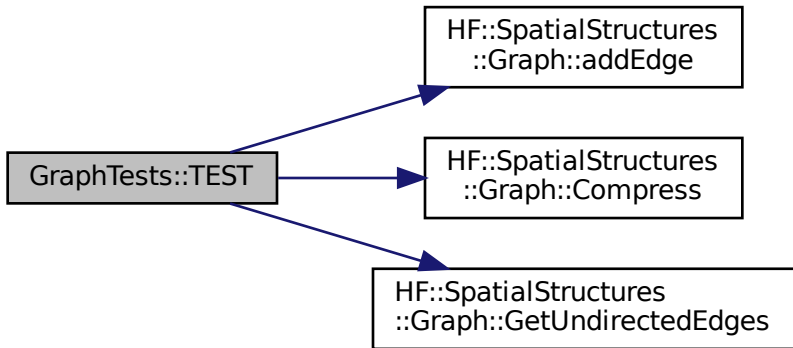 HF::SpatialStructures
::Graph::addEdge
GraphTests::TEST
HF::SpatialStructures
::Graph::Compress
HF::SpatialStructures
::Graph::GetUndirectedEdges